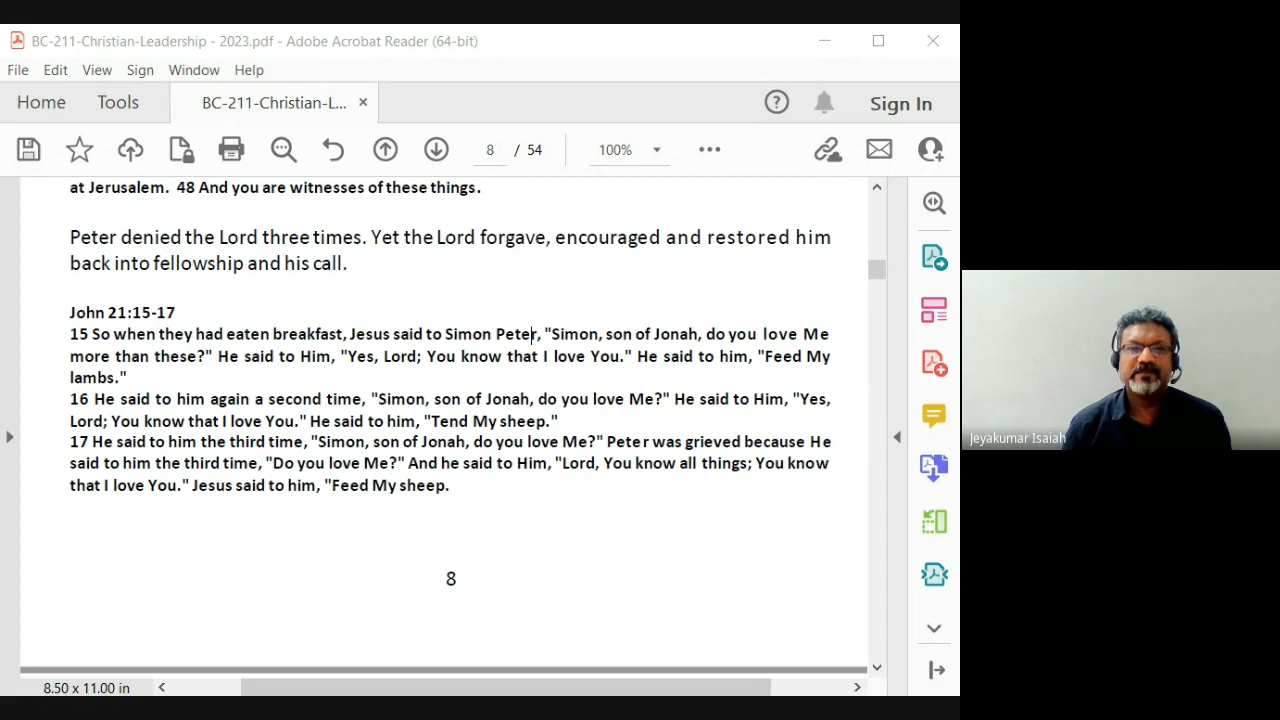 BC-211-Christian-Leadership - 2023.pdf - Adobe Acrobat Reader (64-bit)
File Edit View Sign Window Help
Home Tools BC-211-Christian-L... × Sign In
8 / 54 100%
at Jerusalem. 48 And you are witnesses of these things.
Peter denied the Lord three times. Yet the Lord forgave, encouraged and restored him
back into fellowship and his call.
John 21:15-17
15 So when they had eaten breakfast, Jesus said to Simon Peter, "Simon, son of Jonah, do you love Me
more than these?" He said to Him, "Yes, Lord; You know that I love You." He said to him, "Feed My
lambs."
16 He said to him again a second time, "Simon, son of Jonah, do you love Me?" He said to Him, "Yes,
Lord; You know that I love You." He said to him, "Tend My sheep."
17 He said to him the third time, "Simon, son of Jonah, do you love Me?" Peter was grieved because He
said to him the third time, "Do you love Me?" And he said to Him, "Lord, You know all things; You know
that I love You." Jesus said to him, "Feed My sheep.
8
8.50 x 11.00 in
Jeyakumar Isaiah